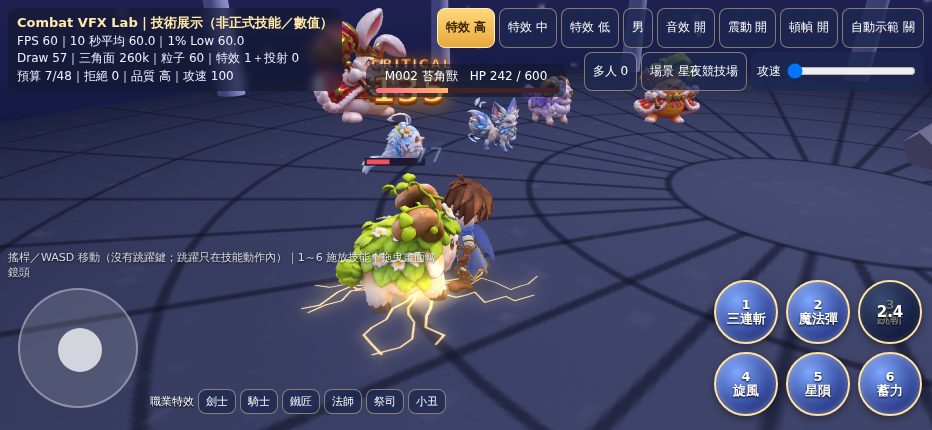 Combat VFX Lab｜技術展示（非正式技能／數值）
FPS 60｜10 秒平均 60.0｜1% Low 60.0
Draw 57｜三角面 260k｜粒子 60｜特效 1＋投射 0
預算 7/48｜拒絕 0｜品質 高｜攻速 100
特效 高
特效 中
特效 低
男
音效 開
震動 開
頓幀 開
自動示範 關
多人 0
場景 星夜競技場
攻速
CRITICAL
M002 苔角獸 HP 242 / 600
搖桿／WASD 移動（沒有跳躍鍵；跳躍只在技能動作內）｜1～6 施放技能｜拖曳畫面轉
鏡頭
1
三連斬
2
魔法彈
2.4
4
旋風
5
星隕
6
蓄力
職業特效
劍士
騎士
鐵匠
法師
祭司
小丑